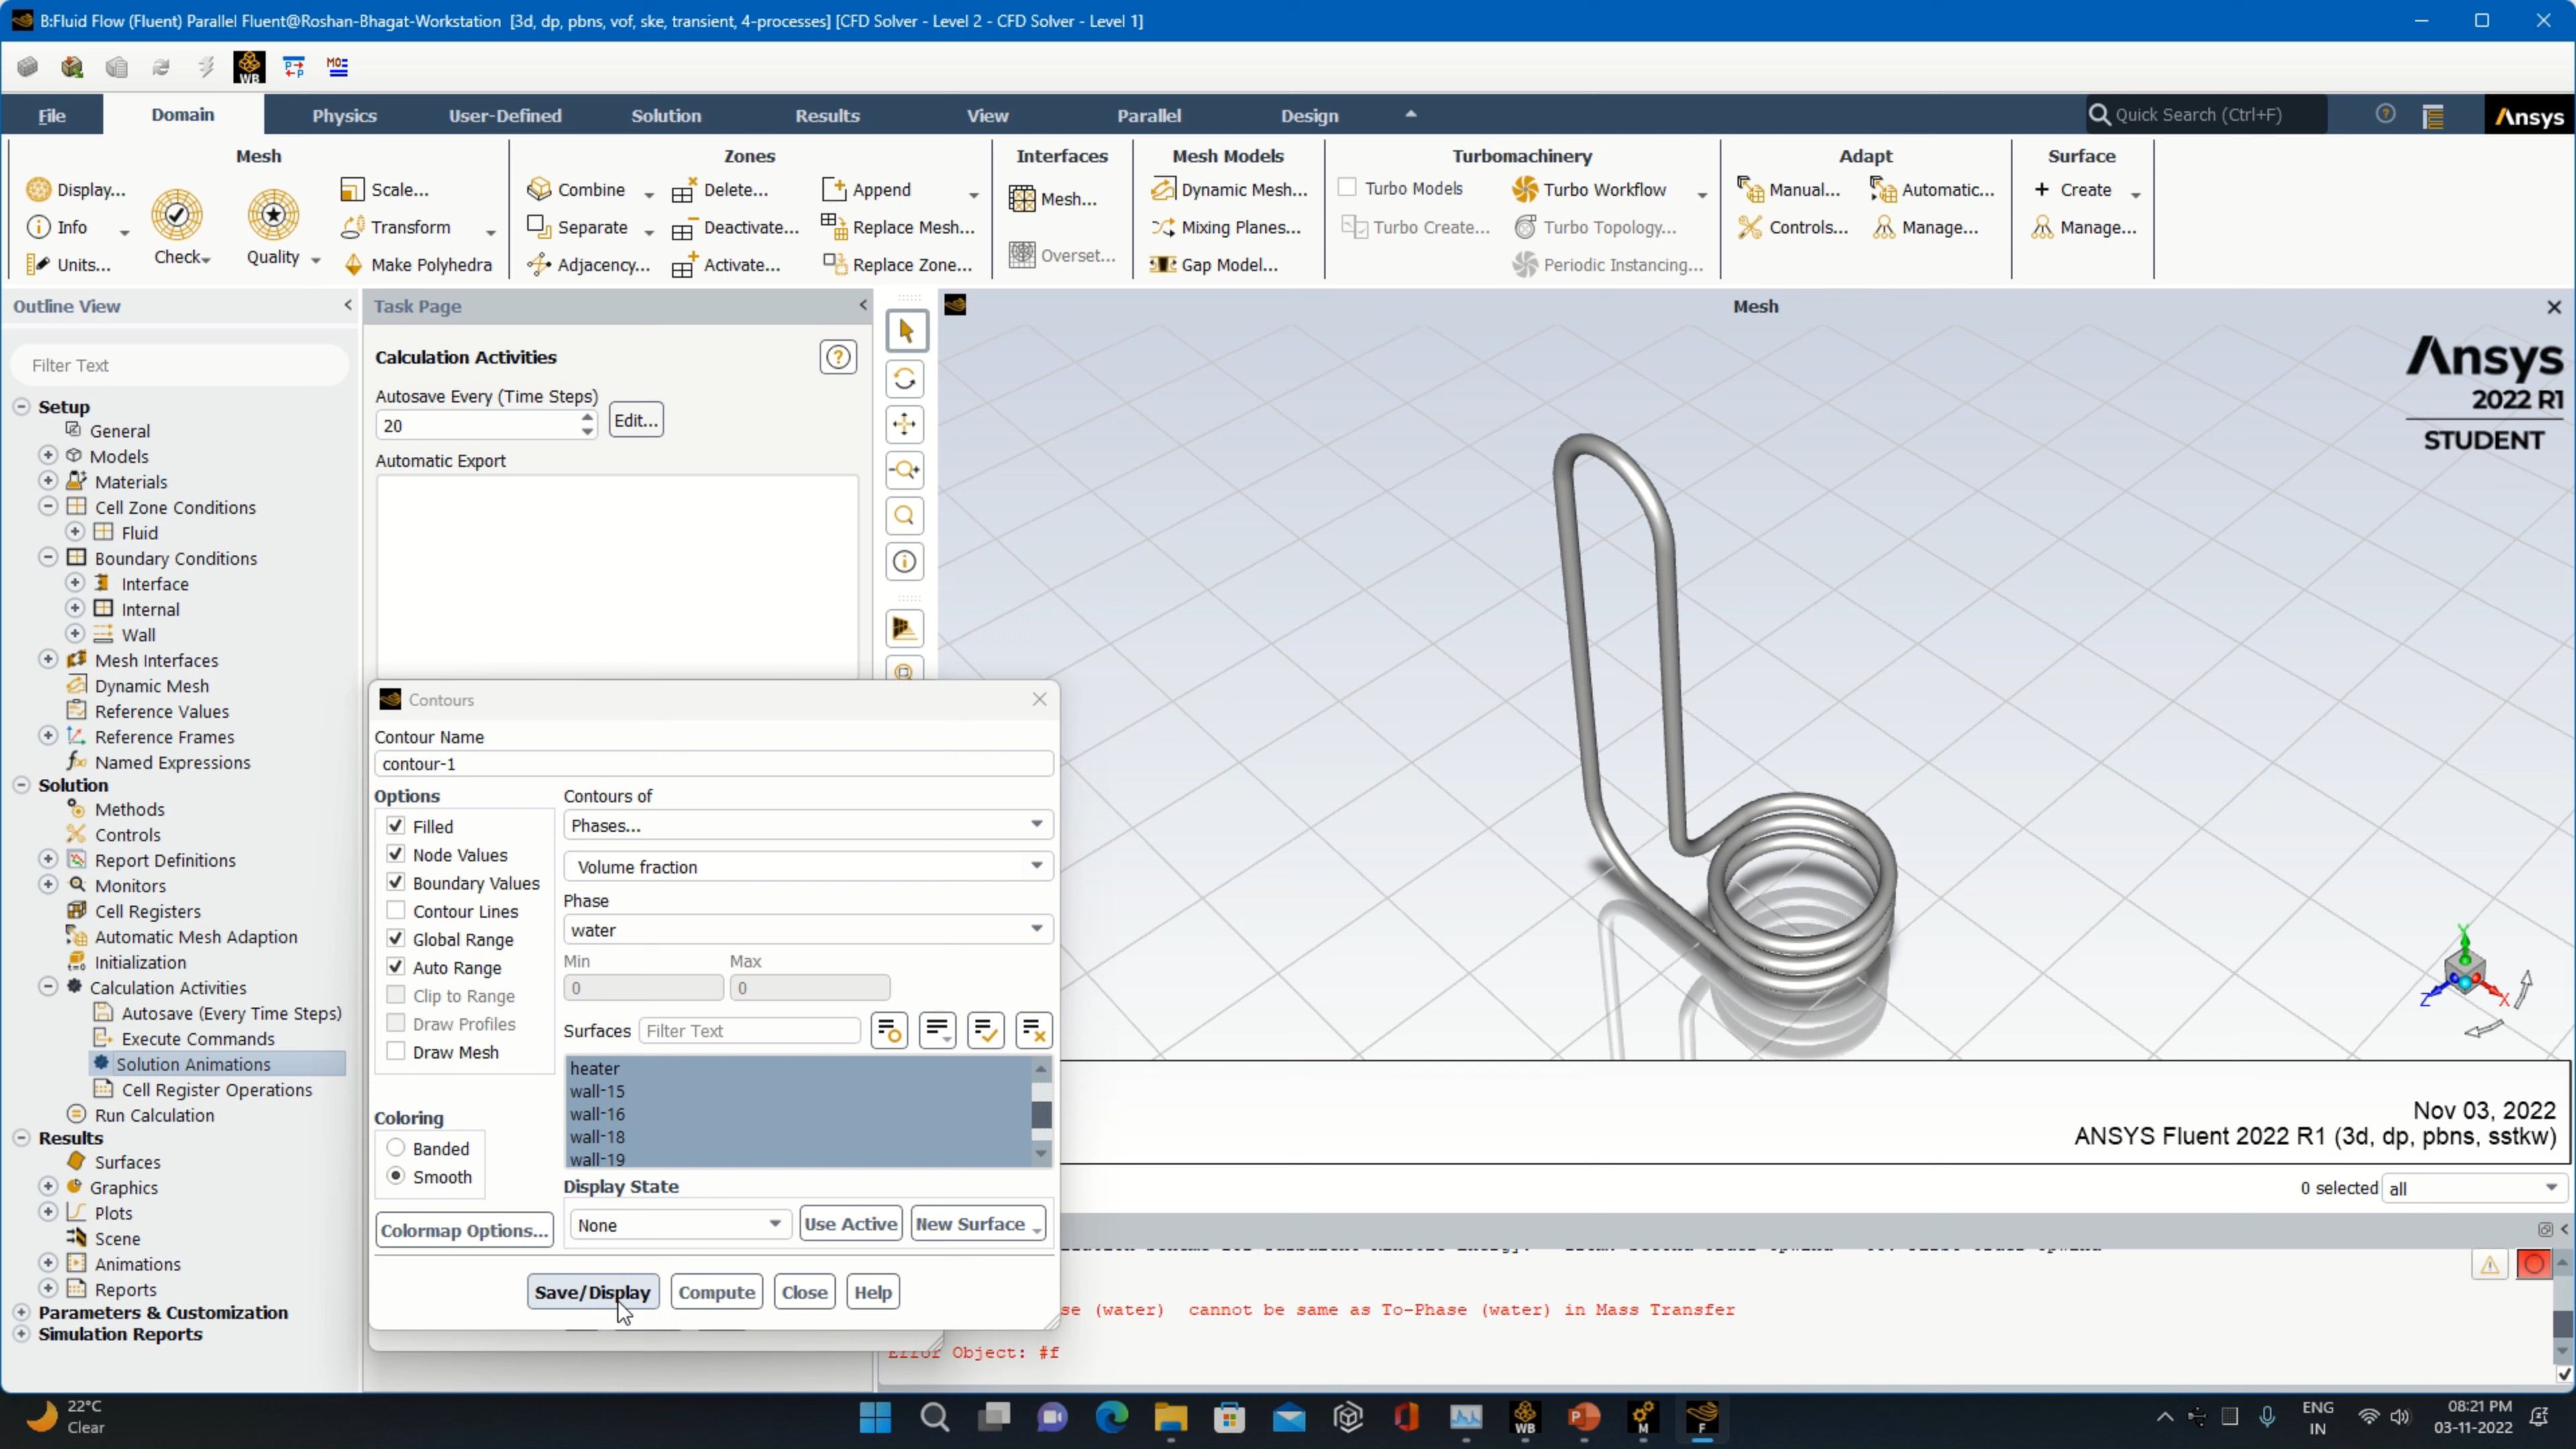 B:Fluid Flow (Fluent) Parallel Fluent@Roshan-Bhagat-Workstation [3d, dp, pbns, vof, ske, transient, 4-processes] [CFD Solver - Level 2 - CFD Solver - Level 1]
WB
File
Domain
Physics
User-Defined
Solution
Results
View
Parallel
Design
Quick Search (Ctrl+F)
Ansys
Mesh
Zones
Interfaces
Mesh Models
Turbomachinery
Adapt
Surface
Display...
Scale...
Combine
Delete...
Append
Mesh...
Dynamic Mesh...
Turbo Models
Turbo Workflow
Manual...
Automatic...
+ Create
Info
Transform
Separate
Deactivate...
Replace Mesh...
Mixing Planes...
Turbo Create...
Turbo Topology...
Controls...
Manage...
Manage...
Units...
Check
Quality
Make Polyhedra
Adjacency...
Activate...
Replace Zone...
Overset...
Gap Model...
Periodic Instancing...
Outline View
Filter Text
Setup
General
Models
Materials
Cell Zone Conditions
Fluid
Boundary Conditions
Interface
Internal
Wall
Mesh Interfaces
Dynamic Mesh
Reference Values
Reference Frames
Named Expressions
Solution
Methods
Controls
Report Definitions
Monitors
Cell Registers
Automatic Mesh Adaption
Initialization
Calculation Activities
Autosave (Every Time Steps)
Execute Commands
Solution Animations
Cell Register Operations
Run Calculation
Results
Surfaces
Graphics
Plots
Scene
Animations
Reports
Parameters & Customization
Simulation Reports
Task Page
Calculation Activities
Autosave Every (Time Steps)
20
Edit...
Automatic Export
Contours
Contour Name
contour-1
Options
Filled
Node Values
Boundary Values
Contour Lines
Global Range
Auto Range
Clip to Range
Draw Profiles
Draw Mesh
Coloring
Banded
Smooth
Colormap Options...
Contours of
Phases...
Volume fraction
Phase
water
Min
Max
0
0
Surfaces
Filter Text
heater
wall-15
wall-16
wall-18
wall-19
Display State
None
Use Active
New Surface
Save/Display
Compute
Close
Help
Mesh
Ansys
2022 R1
STUDENT
Y
Z
X
Nov 03, 2022
ANSYS Fluent 2022 R1 (3d, dp, pbns, sstkw)
0 selected
all
se (water) cannot be same as To-Phase (water) in Mass Transfer
Error Object: #f
22°C
Clear
WB
P
M
F
ENG
IN
08:21 PM
03-11-2022